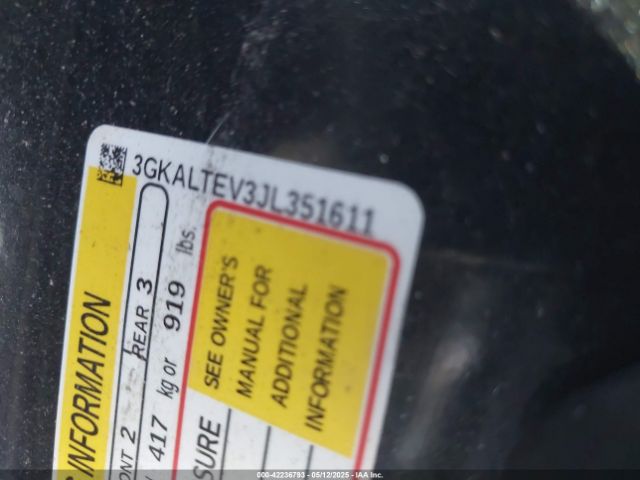 3GKALTEV3JL351611
INFORMATION
ONT 2 REAR 3
417 kg or 919 lbs.
SURE
SEE OWNER'S
MANUAL FOR
ADDITIONAL
INFORMATION
000-42236793 - 05/12/2025 - IAA Inc.